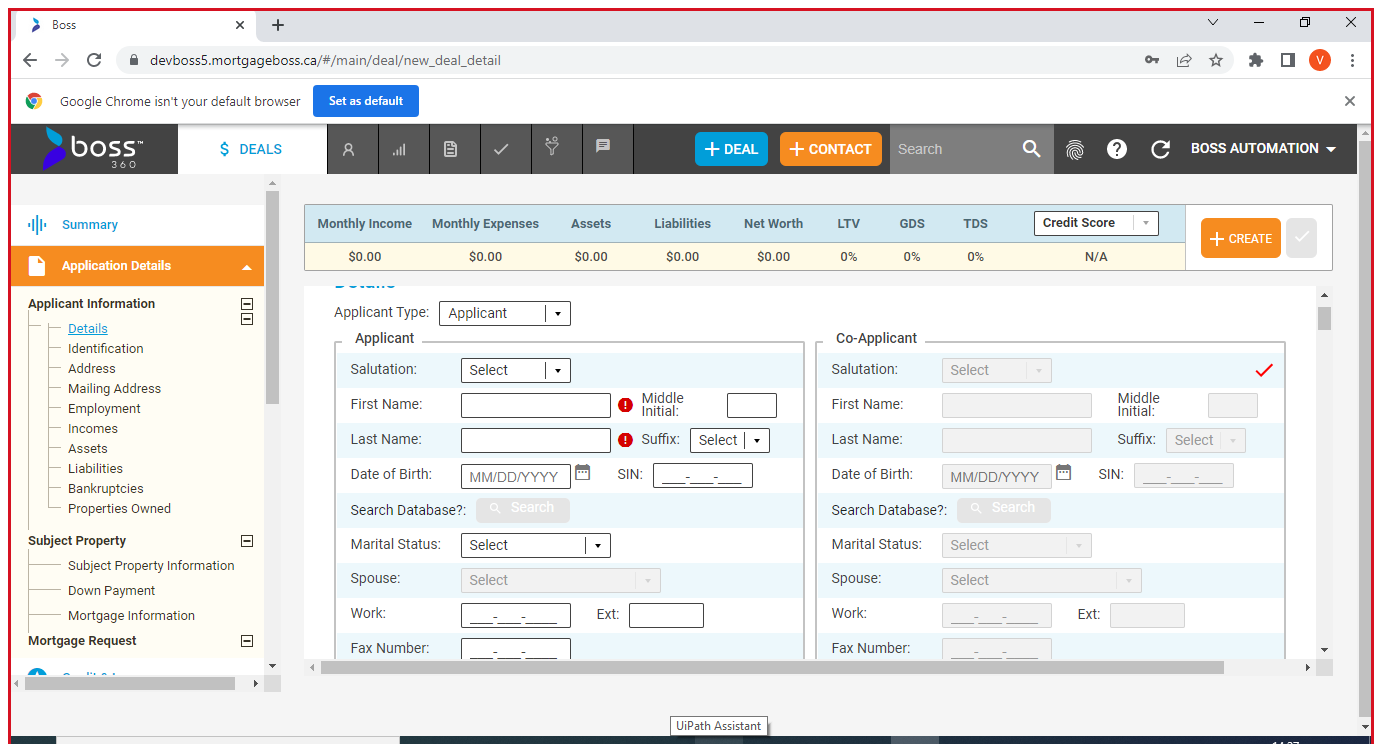 Boss
devboss5.mortgageboss.ca/#/main/deal/new_deal_detail
V
Google Chrome isn't your default browser
Set as default
boss™
360
$ DEALS
+ DEAL
+ CONTACT
Search
BOSS AUTOMATION
Summary
Application Details
Applicant Information
Details
Identification
Address
Mailing Address
Employment
Incomes
Assets
Liabilities
Bankruptcies
Properties Owned
Subject Property
Subject Property Information
Down Payment
Mortgage Information
Mortgage Request
Monthly Income Monthly Expenses Assets Liabilities Net Worth LTV GDS TDS Credit Score
$0.00 $0.00 $0.00 $0.00 $0.00 0% 0% 0% N/A
+ CREATE
Details
Applicant Type: Applicant
Applicant
Salutation: Select
First Name: Middle Initial:
Last Name: Suffix: Select
Date of Birth: MM/DD/YYYY SIN: ___-___-___
Search Database?: Search
Marital Status: Select
Spouse: Select
Work: ___-___-____ Ext:
Fax Number: ___-___-____
Co-Applicant
Salutation: Select
First Name: Middle Initial:
Last Name: Suffix: Select
Date of Birth: MM/DD/YYYY SIN: ___-___-___
Search Database?: Search
Marital Status: Select
Spouse: Select
Work: ___-___-____ Ext:
Fax Number: ___-___-____
UiPath Assistant